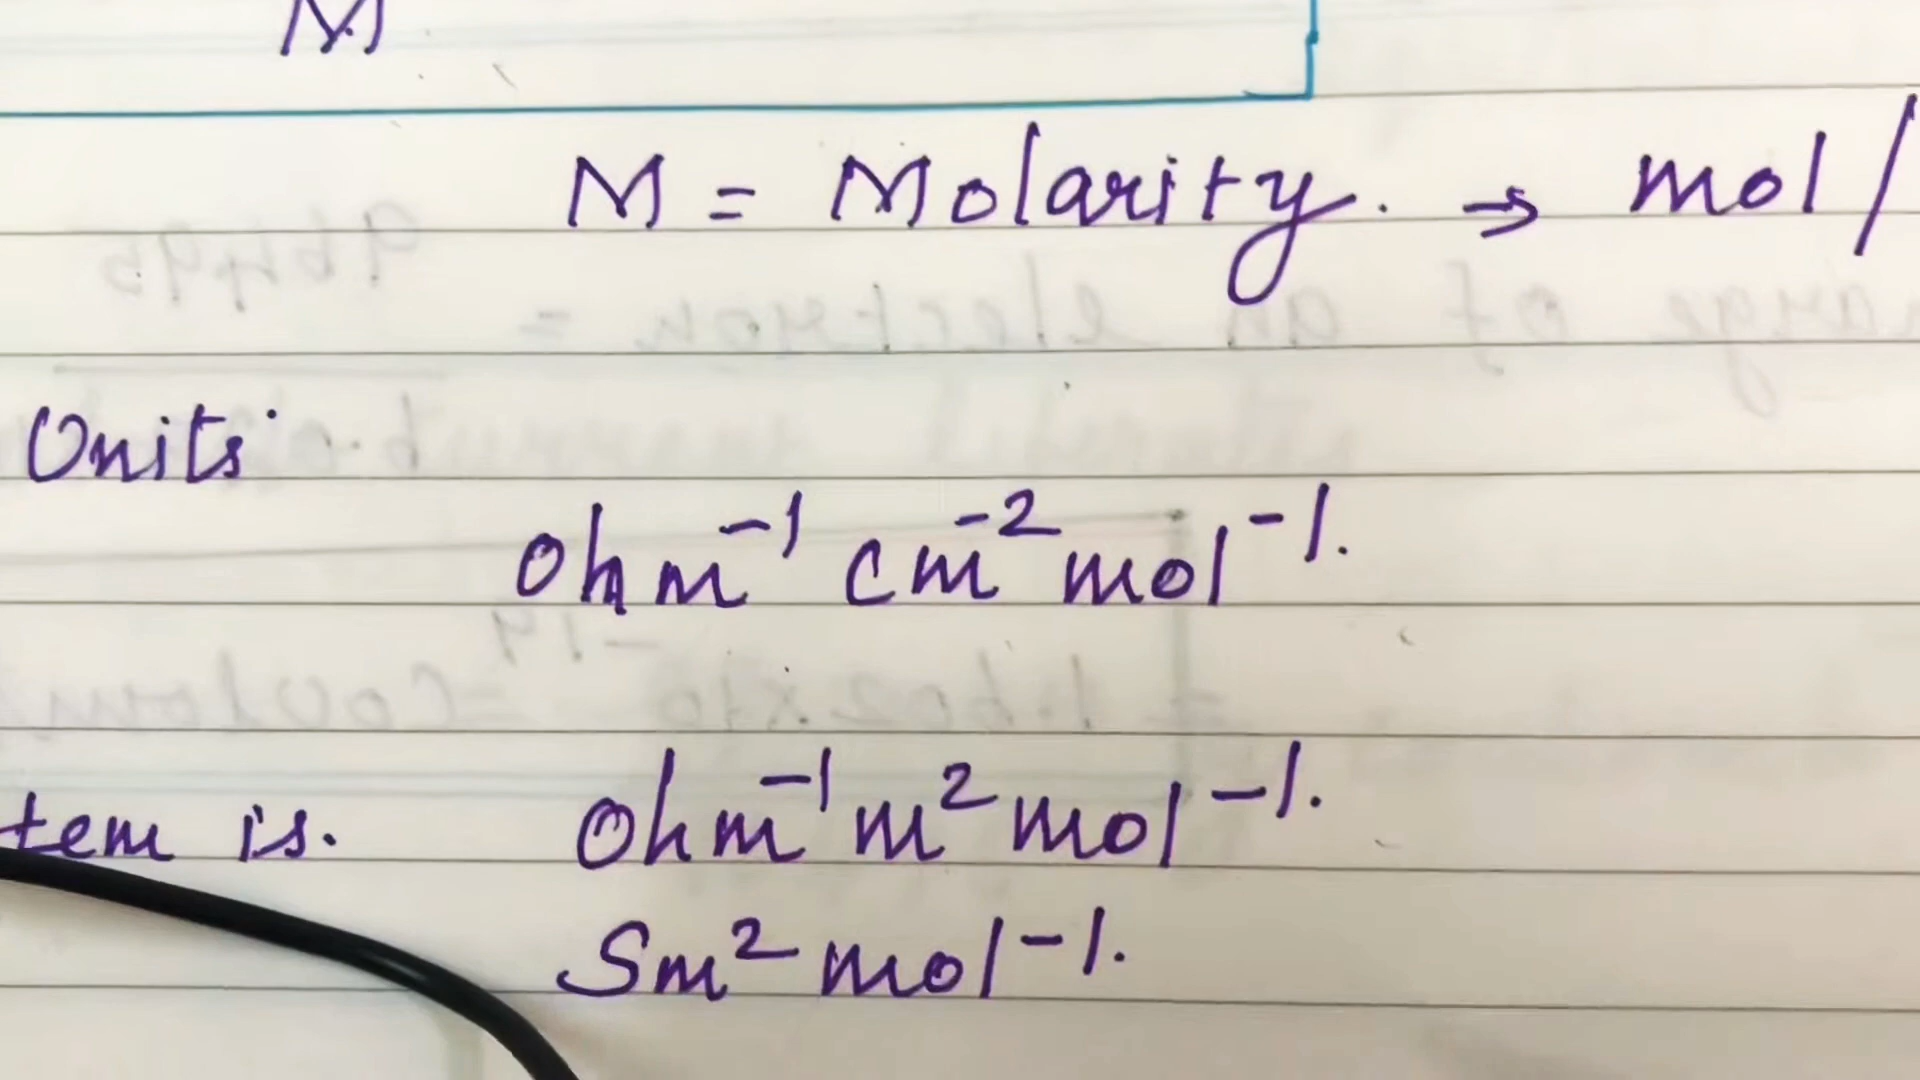 M
M = Molarity. → mol/
Units
ohm⁻¹ cm⁻² mol⁻¹.
tem is. Ohm⁻¹ m² mol⁻¹.
Sm² mol⁻¹.